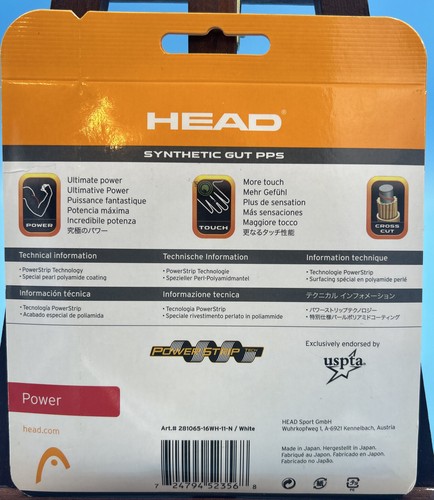 HEAD®
SYNTHETIC GUT PPS
POWER
Ultimate power
Ultimative Power
Puissance fantastique
Potencia máxima
Incredibile potenza
究極のパワー
TOUCH
More touch
Mehr Gefühl
Plus de sensation
Más sensaciones
Maggiore tocco
更なるタッチ性能
CROSS CUT
Technical information
• PowerStrip Technology
• Special pearl polyamide coating
Technische Information
• PowerStrip Technologie
• Spezieller Perl-Polyamidmantel
Information technique
• PowerStrip Technologie
• Surfacing spécial en polyamide perlé
Información técnica
• Tecnología PowerStrip
• Acabado especial de poliamida
Informazione tecnica
• Tecnologia PowerStrip
• Speciale rivestimento perlato in poliammide
テクニカル インフォメーション
• パワーストリップテクノロジー
• 特別仕様パールポリアミドコーティング
POWERSTRIP
Exclusively endorsed by
uspta
Power
head.com
Art.# 281065-16WH-11-N / White
7 24794 52356 8
HEAD Sport GmbH
Wuhrkopfweg 1, A-6921 Kennelbach, Austria
Made in Japan. Hergestellt in Japan.
Fabriqué au Japon. Fabricado en Japon.
Fabricado no Japão.